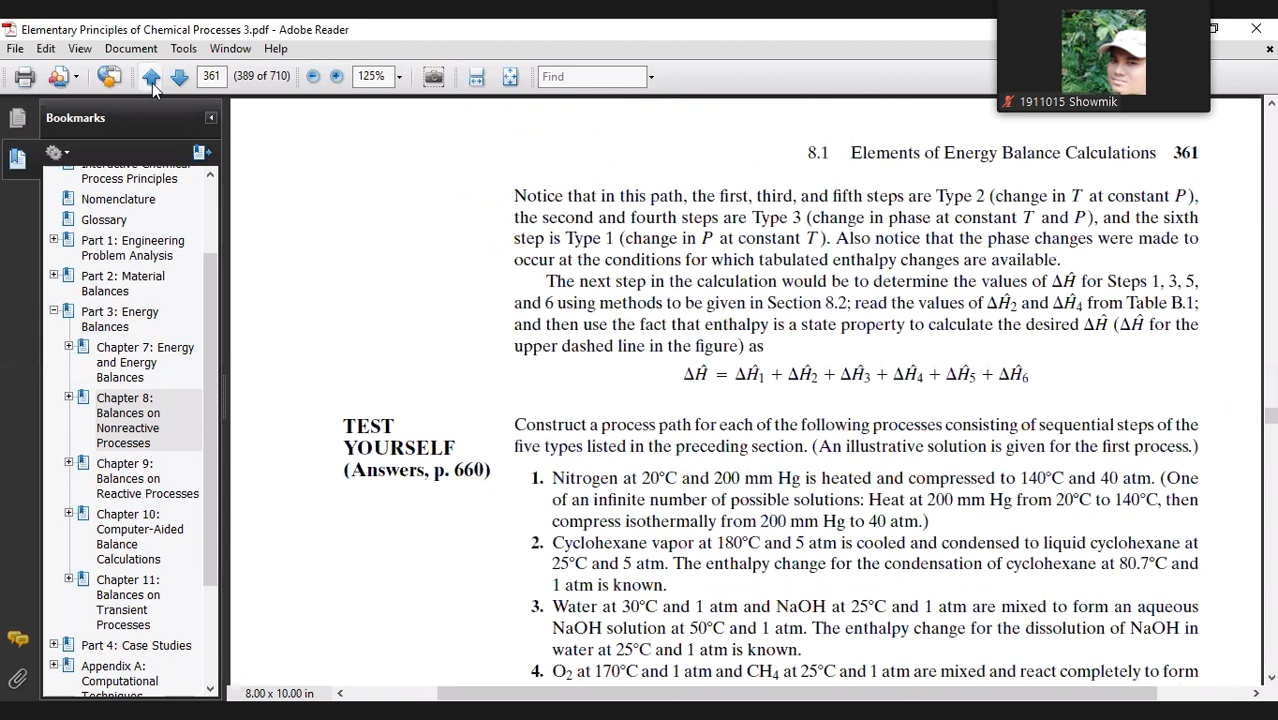 Elementary Principles of Chemical Processes 3.pdf - Adobe Reader
File Edit View Document Tools Window Help
361 (389 of 710) 125% Find
1911015 Showmik
Bookmarks
Interactive Chemical
Process Principles
Nomenclature
Glossary
Part 1: Engineering
Problem Analysis
Part 2: Material
Balances
Part 3: Energy
Balances
Chapter 7: Energy
and Energy
Balances
Chapter 8:
Balances on
Nonreactive
Processes
Chapter 9:
Balances on
Reactive Processes
Chapter 10:
Computer-Aided
Balance
Calculations
Chapter 11:
Balances on
Transient
Processes
Part 4: Case Studies
Appendix A:
Computational
Techniques
8.1 Elements of Energy Balance Calculations 361
Notice that in this path, the first, third, and fifth steps are Type 2 (change in T at constant P),
the second and fourth steps are Type 3 (change in phase at constant T and P), and the sixth
step is Type 1 (change in P at constant T). Also notice that the phase changes were made to
occur at the conditions for which tabulated enthalpy changes are available.
The next step in the calculation would be to determine the values of ΔĤ for Steps 1, 3, 5,
and 6 using methods to be given in Section 8.2; read the values of ΔĤ₂ and ΔĤ₄ from Table B.1;
and then use the fact that enthalpy is a state property to calculate the desired ΔĤ (ΔĤ for the
upper dashed line in the figure) as
ΔĤ = ΔĤ₁ + ΔĤ₂ + ΔĤ₃ + ΔĤ₄ + ΔĤ₅ + ΔĤ₆
TEST
YOURSELF
(Answers, p. 660)
Construct a process path for each of the following processes consisting of sequential steps of the
five types listed in the preceding section. (An illustrative solution is given for the first process.)
1. Nitrogen at 20°C and 200 mm Hg is heated and compressed to 140°C and 40 atm. (One
of an infinite number of possible solutions: Heat at 200 mm Hg from 20°C to 140°C, then
compress isothermally from 200 mm Hg to 40 atm.)
2. Cyclohexane vapor at 180°C and 5 atm is cooled and condensed to liquid cyclohexane at
25°C and 5 atm. The enthalpy change for the condensation of cyclohexane at 80.7°C and
1 atm is known.
3. Water at 30°C and 1 atm and NaOH at 25°C and 1 atm are mixed to form an aqueous
NaOH solution at 50°C and 1 atm. The enthalpy change for the dissolution of NaOH in
water at 25°C and 1 atm is known.
4. O₂ at 170°C and 1 atm and CH₄ at 25°C and 1 atm are mixed and react completely to form
8.00 x 10.00 in